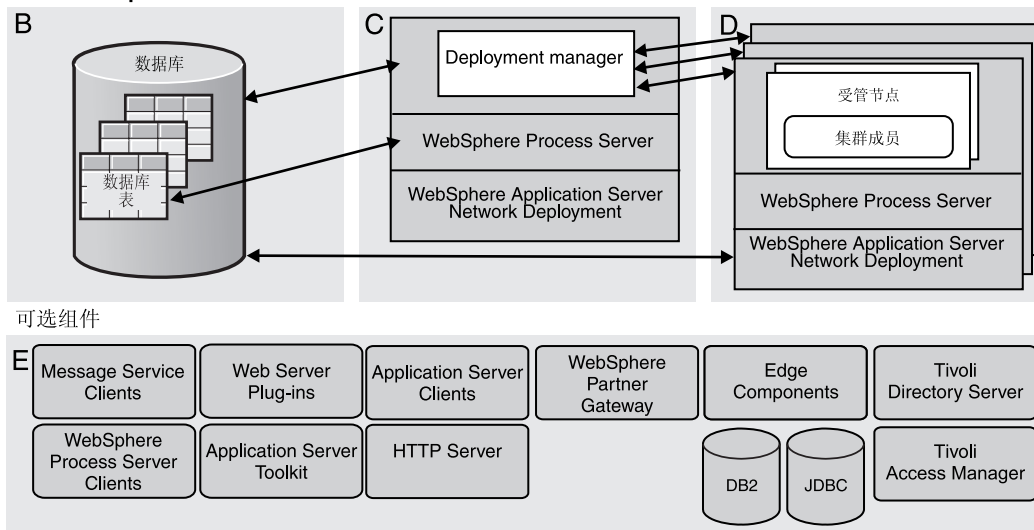 B
数据库
数据库
表
C
Deployment manager
WebSphere Process Server
WebSphere Application Server
Network Deployment
D
受管节点
集群成员
WebSphere Process Server
WebSphere Application Server
Network Deployment
可选组件
E
Message Service
Clients
Web Server
Plug-ins
Application Server
Clients
WebSphere
Partner
Gateway
Edge
Components
Tivoli
Directory Server
WebSphere
Process Server
Clients
Application Server
Toolkit
HTTP Server
DB2
JDBC
Tivoli
Access Manager